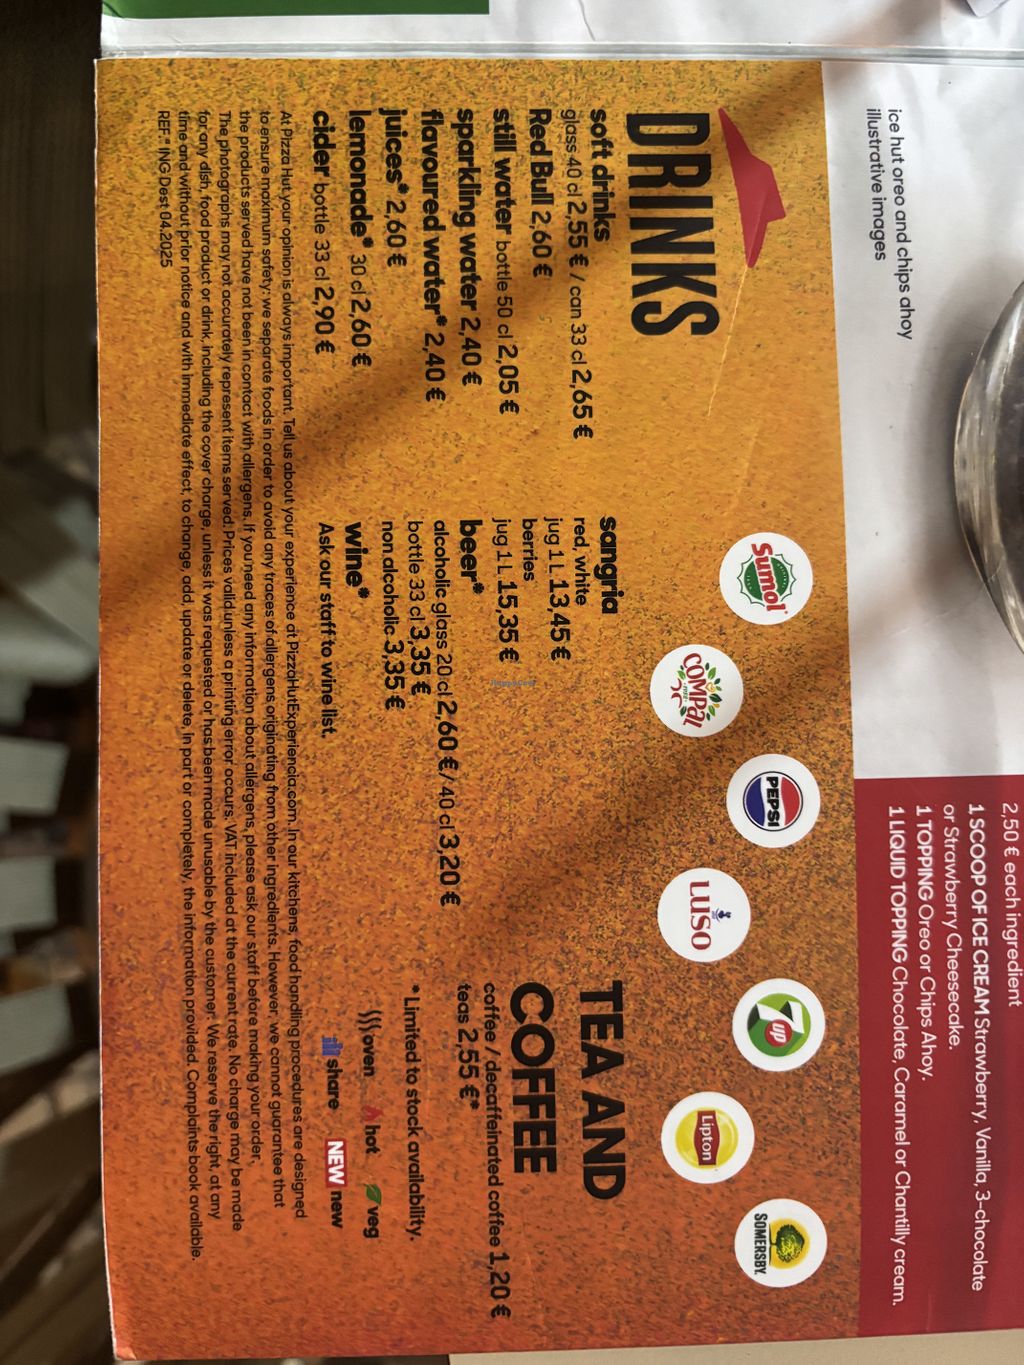 ice hut oreo and chips ahoy
illustrative images
2,50 € each ingredient
1 SCOOP OF ICE CREAM Strawberry, Vanilla, 3-chocolate
or Strawberry Cheesecake.
1 TOPPING Oreo or Chips Ahoy.
1 LIQUID TOPPING Chocolate, Caramel or Chantilly cream.
DRINKS
soft drinks
glass 40 cl 2,55 € / can 33 cl 2,65 €
Red Bull 2,60 €
still water bottle 50 cl 2,05 €
sparkling water 2,40 €
flavoured water* 2,40 €
juices* 2,60 €
lemonade* 30 cl 2,60 €
cider bottle 33 cl 2,90 €
Sumol
COMPAL
PEPSI
LUSO
7UP
Lipton
SOMERSBY
sangria
red, white
jug 1 L 13,45 €
berries
jug 1 L 15,35 €
beer*
alcoholic glass 20 cl 2,60 €/ 40 cl 3,20 €
bottle 33 cl 3,35 €
non alcoholic 3,35 €
wine*
Ask our staff to wine list.
TEA AND
COFFEE
coffee / decaffeinated coffee 1,20 €
teas 2,55 €*
* Limited to stock availability.
oven hot veg
share NEW new
At Pizza Hut your opinion is always important. Tell us about your experience at PizzaHutExperiencia.com. In our kitchens, food handling procedures are designed
to ensure maximum safety: we separate foods in order to avoid any traces of allergens originating from other ingredients. However, we cannot guarantee that
the products served have not been in contact with allergens. If you need any information about allergens, please ask our staff before making your order.
The photographs may not accurately represent items served. Prices valid unless a printing error occurs. VAT included at the current rate. No charge may be made
for any dish, food product or drink, including the cover charge, unless it was requested or has been made unusable by the customer. We reserve the right, at any
time and without prior notice and with immediate effect, to change, add, update or delete, in part or completely, the information provided. Complaints book available.
REF.ª INGDest 04.2025